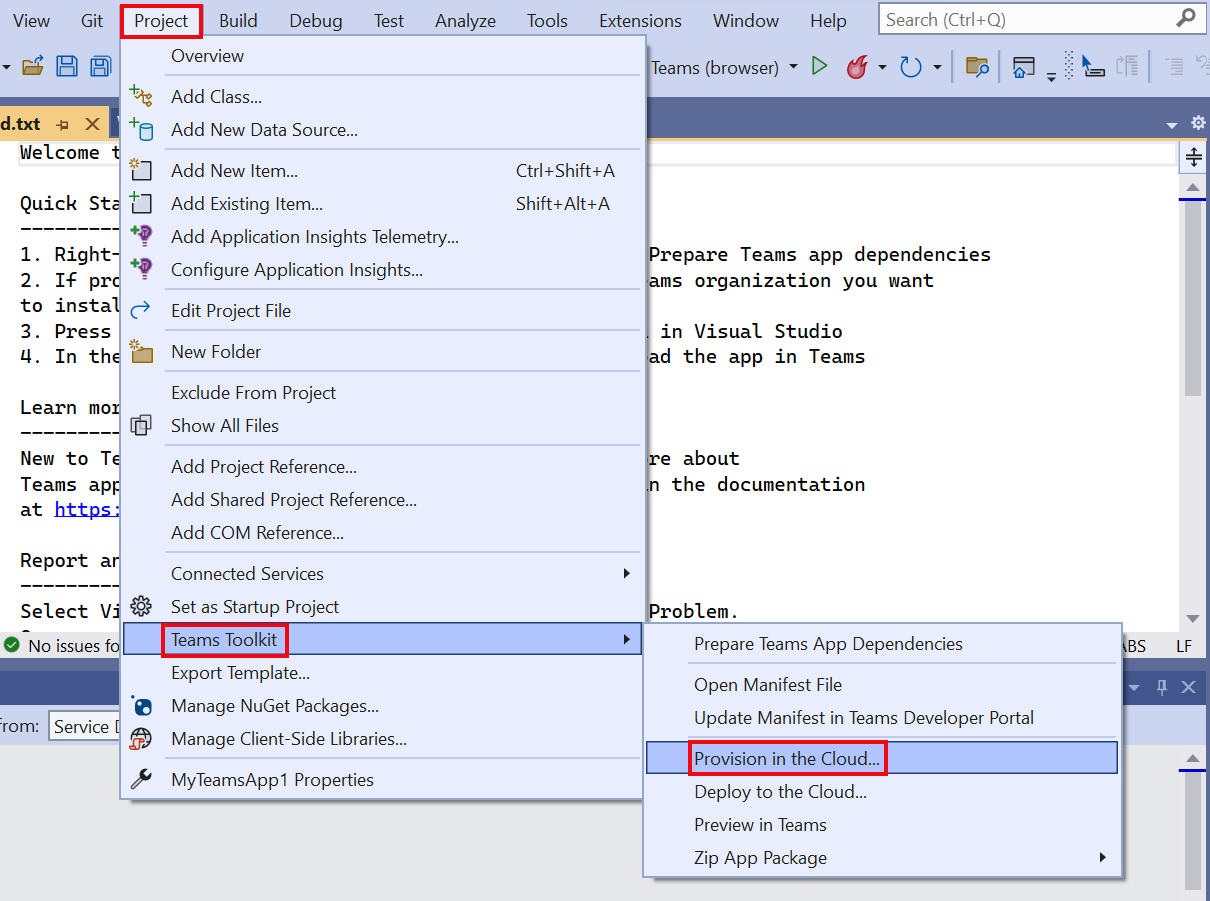 View Git Project Build Debug Test Analyze Tools Extensions Window Help Search (Ctrl+Q)
Teams (browser)
d.txt
Overview
Add Class...
Add New Data Source...
Add New Item... Ctrl+Shift+A
Add Existing Item... Shift+Alt+A
Add Application Insights Telemetry...
Configure Application Insights...
Edit Project File
New Folder
Exclude From Project
Show All Files
Add Project Reference...
Add Shared Project Reference...
Add COM Reference...
Connected Services
Set as Startup Project
Teams Toolkit
Export Template...
Manage NuGet Packages...
Manage Client-Side Libraries...
MyTeamsApp1 Properties
Prepare Teams App Dependencies
Open Manifest File
Update Manifest in Teams Developer Portal
Provision in the Cloud...
Deploy to the Cloud...
Preview in Teams
Zip App Package
Welcome t
Quick Sta
----------
1. Right- Prepare Teams app dependencies
2. If pro ams organization you want
to instal
3. Press in Visual Studio
4. In the ad the app in Teams
Learn mor
----------
New to Te re about
Teams app n the documentation
at https:
Report an
----------
Select Vi Problem.
No issues fo ABS LF
from: Service D